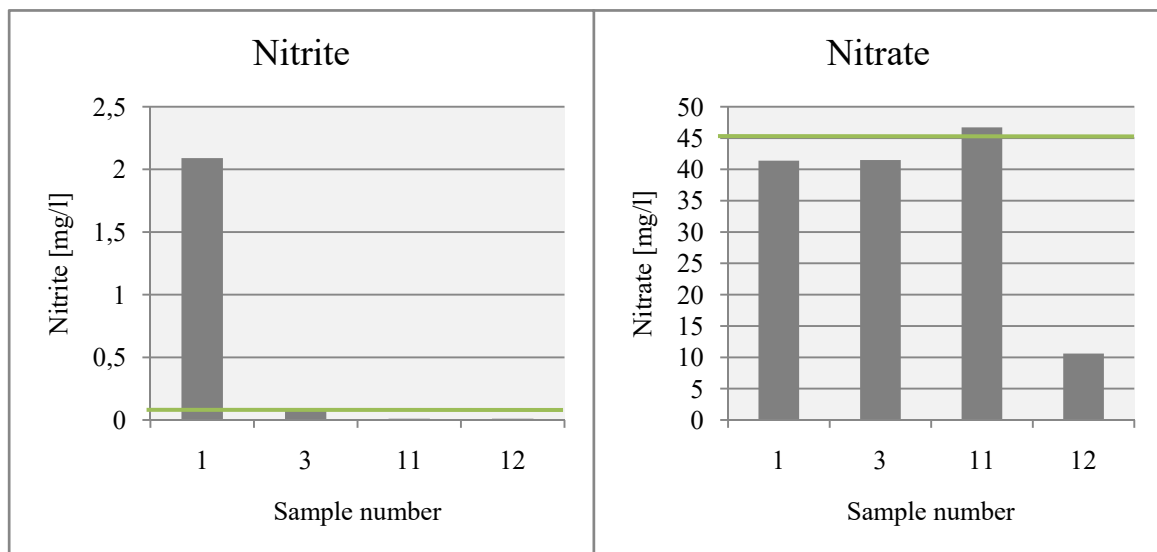 Nitrite
2,5
2
1,5
1
0,5
0
Nitrite [mg/l]
1 3 11 12
Sample number
Nitrate
50
45
40
35
30
25
20
15
10
5
0
Nitrate [mg/l]
1 3 11 12
Sample number